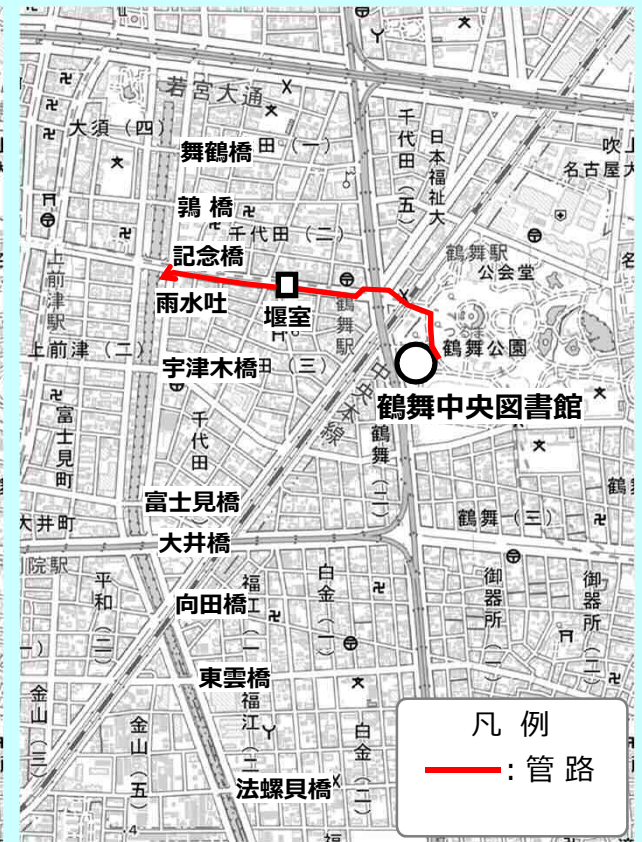 若宮大通
大須(四)
千代田(五)
日本福祉大
舞鶴橋
田(一)
鶉橋
千代田(二)
鶴舞駅
公会堂
記念橋
上前津駅
雨水吐
堰室
鶴舞駅
鶴舞公園
上前津(二)
宇津木橋
田(三)
中央本線
鶴舞中央図書館
富士見町
千代田
鶴舞(二)
富士見橋
大井町
鶴舞(三)
大井橋
平和(二)
向田橋
福江(一)
白金(一)
御器所(一)
御器所(二)
東雲橋
金山(三)
金山(五)
福江(二)
白金(二)
法螺貝橋
凡 例
:管路